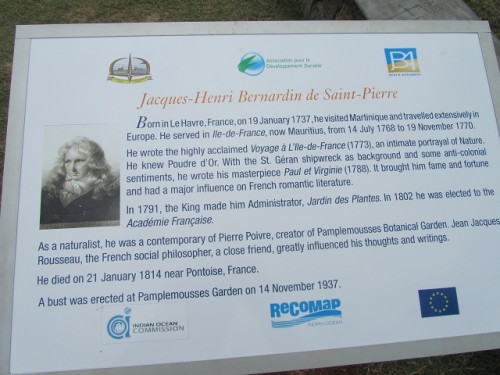 Association pour le
Développement Durable
B1
Jacques-Henri Bernardin de Saint-Pierre
Born in Le Havre, France, on 19 January 1737, he visited Martinique and travelled extensively in
Europe. He served in Ile-de-France, now Mauritius, from 14 July 1768 to 19 November 1770.
He wrote the highly acclaimed Voyage à L'Ile-de-France (1773), an intimate portrayal of Nature.
He knew Poudre d'Or. With the St. Géran shipwreck as background and some anti-colonial
sentiments, he wrote his masterpiece Paul et Virginie (1788). It brought him fame and fortune
and had a major influence on French romantic literature.
In 1791, the King made him Administrator, Jardin des Plantes. In 1802 he was elected to the
Académie Française.
As a naturalist, he was a contemporary of Pierre Poivre, creator of Pamplemousses Botanical Garden. Jean Jacques
Rousseau, the French social philosopher, a close friend, greatly influenced his thoughts and writings.
He died on 21 January 1814 near Pontoise, France.
A bust was erected at Pamplemousses Garden on 14 November 1937.
INDIAN OCEAN
COMMISSION
ReCoMaP